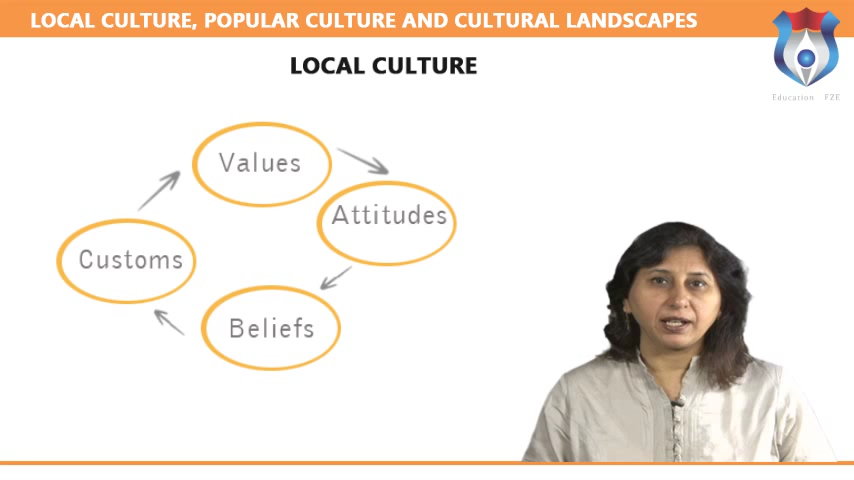 LOCAL CULTURE, POPULAR CULTURE AND CULTURAL LANDSCAPES
LOCAL CULTURE
Education FZE
Values
Attitudes
Customs
Beliefs